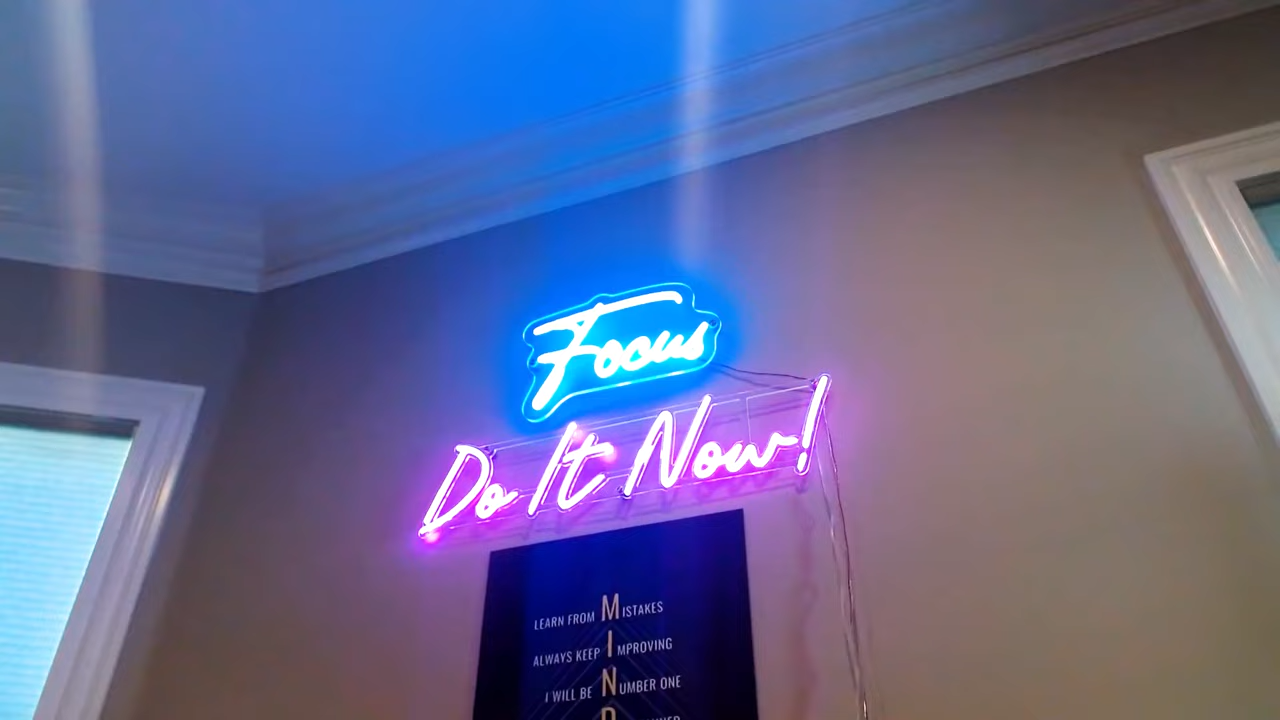 Focus
Do It Now!
LEARN FROM MISTAKES
ALWAYS KEEP IMPROVING
I WILL BE NUMBER ONE